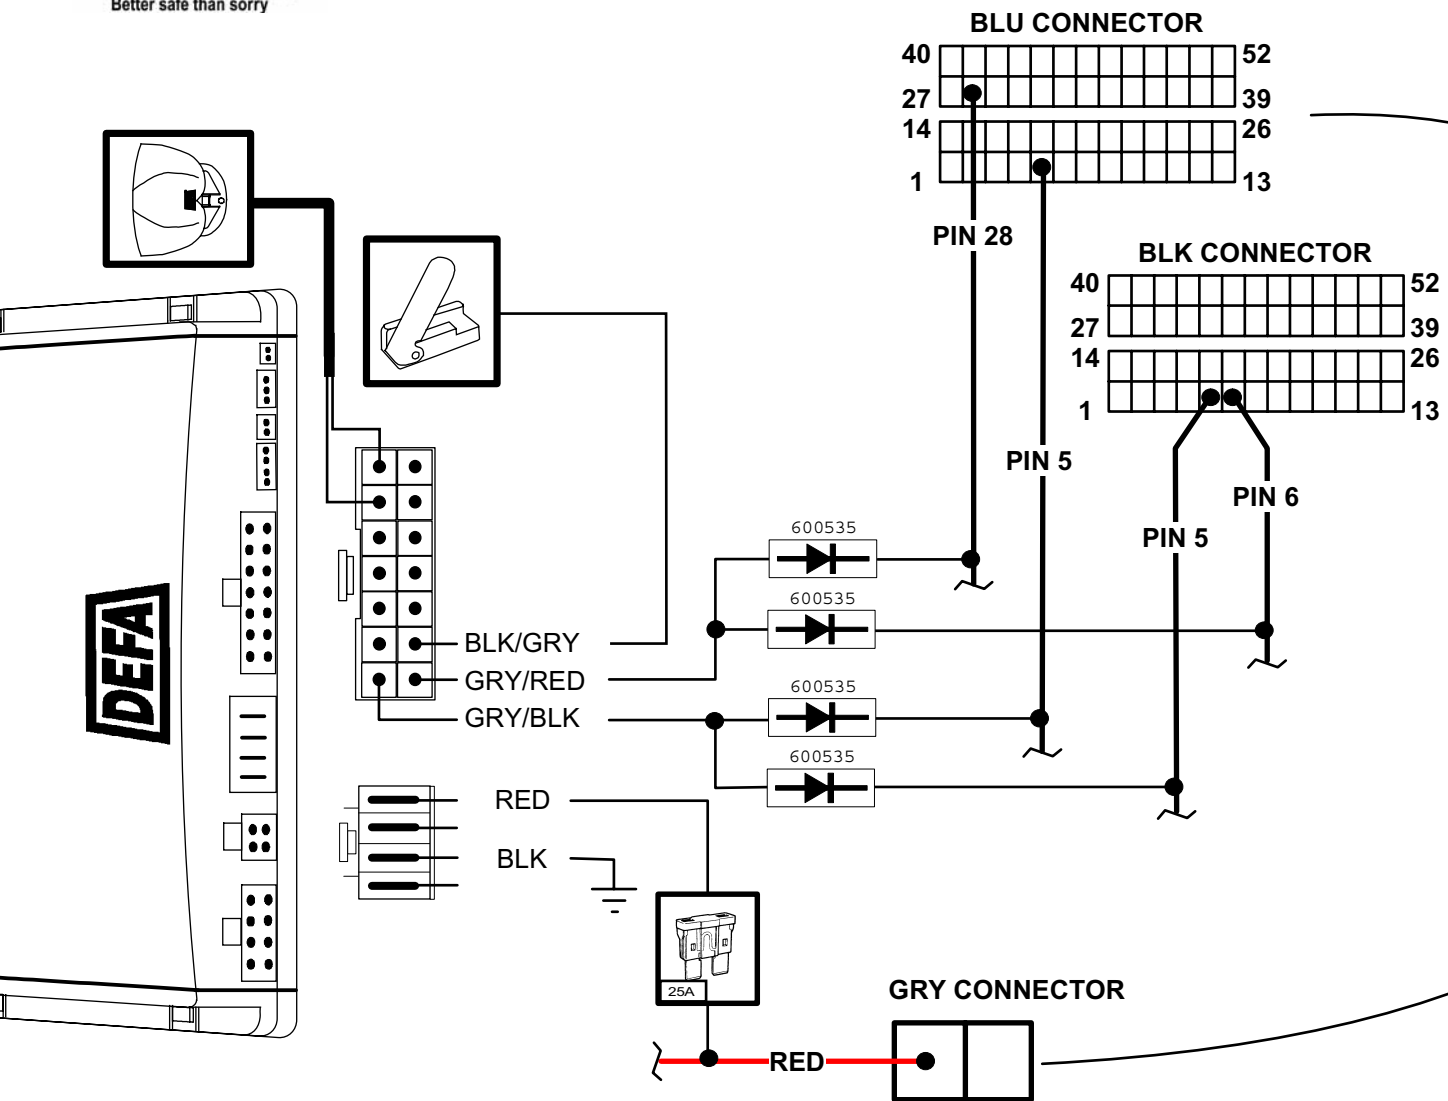 Better safe than sorry
BLU CONNECTOR
40 52
27 39
14 26
1 13
PIN 28
BLK CONNECTOR
40 52
27 39
14 26
1 13
PIN 5
PIN 6
PIN 5
600535
600535
BLK/GRY
GRY/RED
600535
GRY/BLK
600535
DEFA
RED
BLK
25A
GRY CONNECTOR
RED